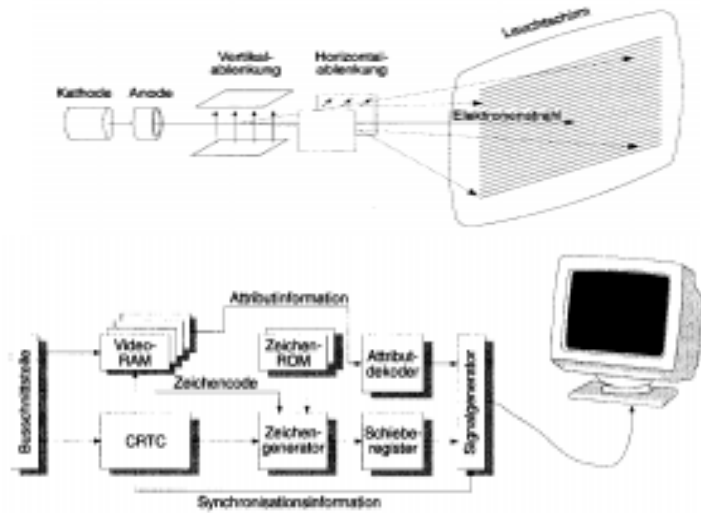 Leuchtschirm
Vertikal-
ablenkung
Horizontal-
ablenkung
Kathode
Anode
Elektronenstrahl
Attributinformation
Video-
RAM
Zeichen-
ROM
Attribut-
dekoder
Zeichencode
Busschnittstelle
CRTC
Zeichen-
generator
Schiebe-
register
Signalgenerator
Synchronisationsinformation